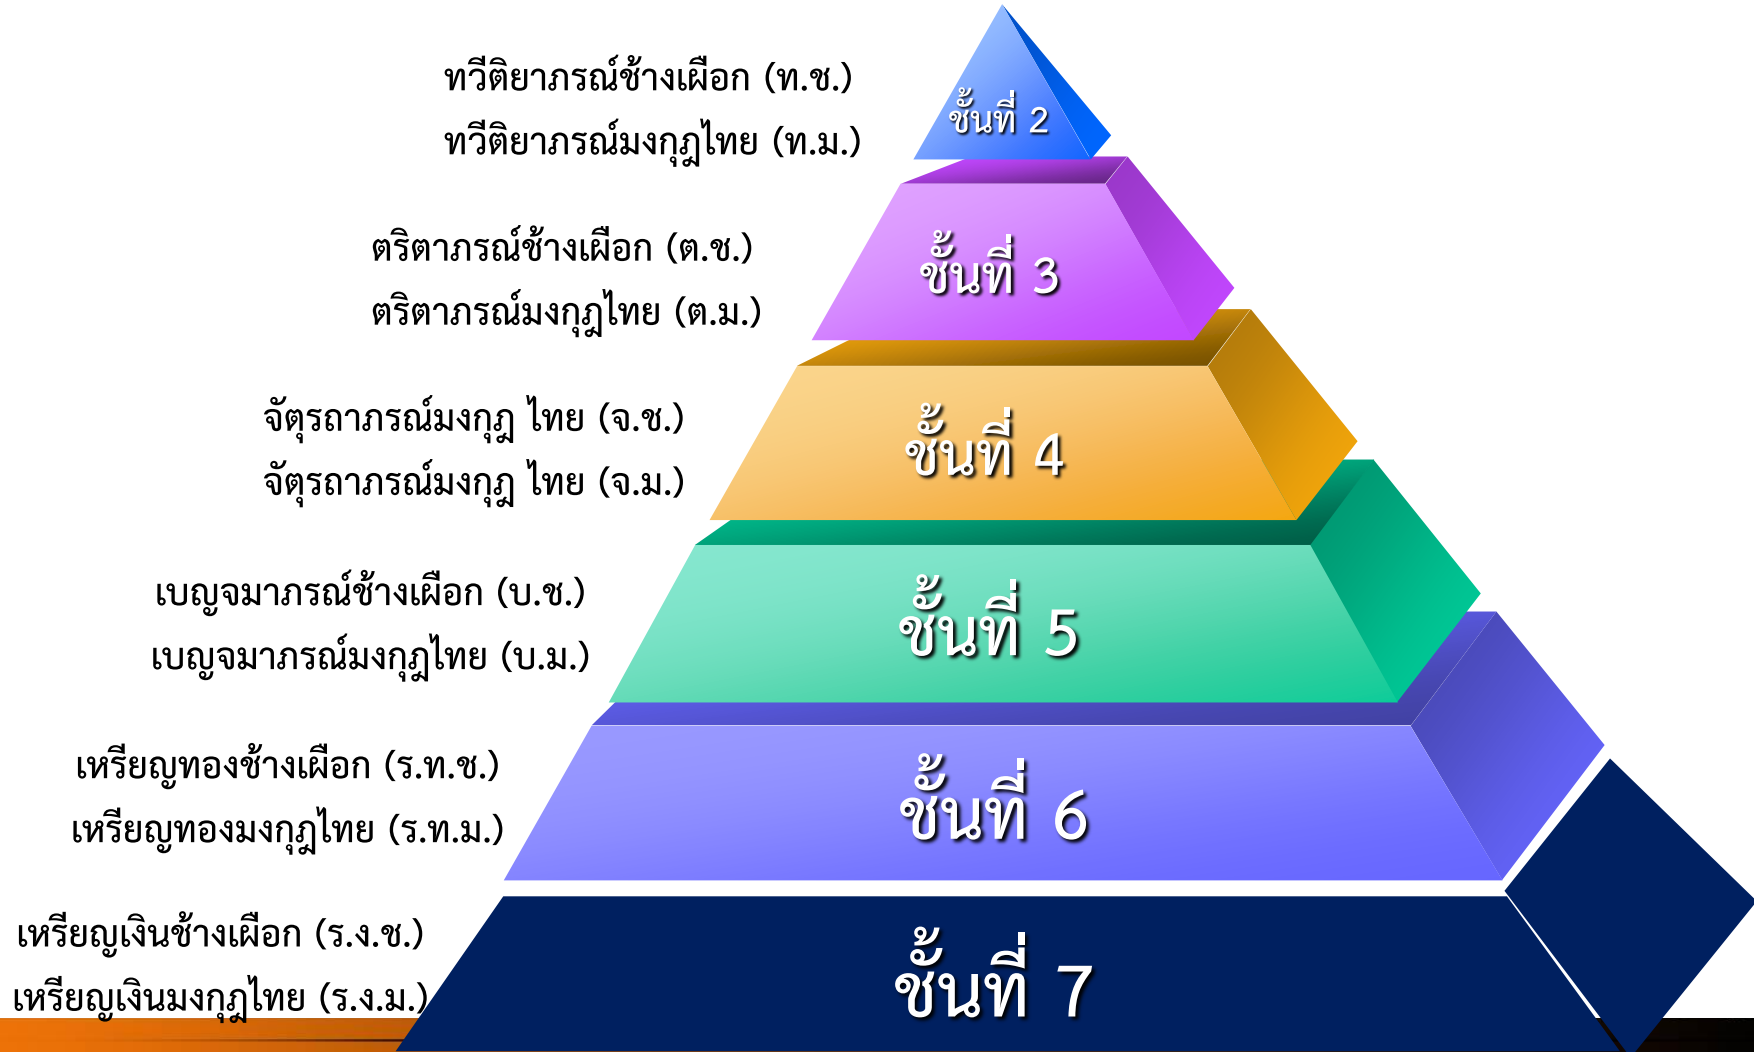 ทวีติยาภรณ์ช้างเผือก (ท.ช.)
ทวีติยาภรณ์มงกุฎไทย (ท.ม.)
ชั้นที่ 2
ตริตาภรณ์ช้างเผือก (ต.ช.)
ตริตาภรณ์มงกุฎไทย (ต.ม.)
ชั้นที่ 3
จัตุรถาภรณ์มงกุฎ ไทย (จ.ช.)
จัตุรถาภรณ์มงกุฎ ไทย (จ.ม.)
ชั้นที่ 4
เบญจมาภรณ์ช้างเผือก (บ.ช.)
เบญจมาภรณ์มงกุฎไทย (บ.ม.)
ชั้นที่ 5
เหรียญทองช้างเผือก (ร.ท.ช.)
เหรียญทองมงกุฎไทย (ร.ท.ม.)
ชั้นที่ 6
เหรียญเงินช้างเผือก (ร.ง.ช.)
เหรียญเงินมงกุฎไทย (ร.ง.ม.)
ชั้นที่ 7